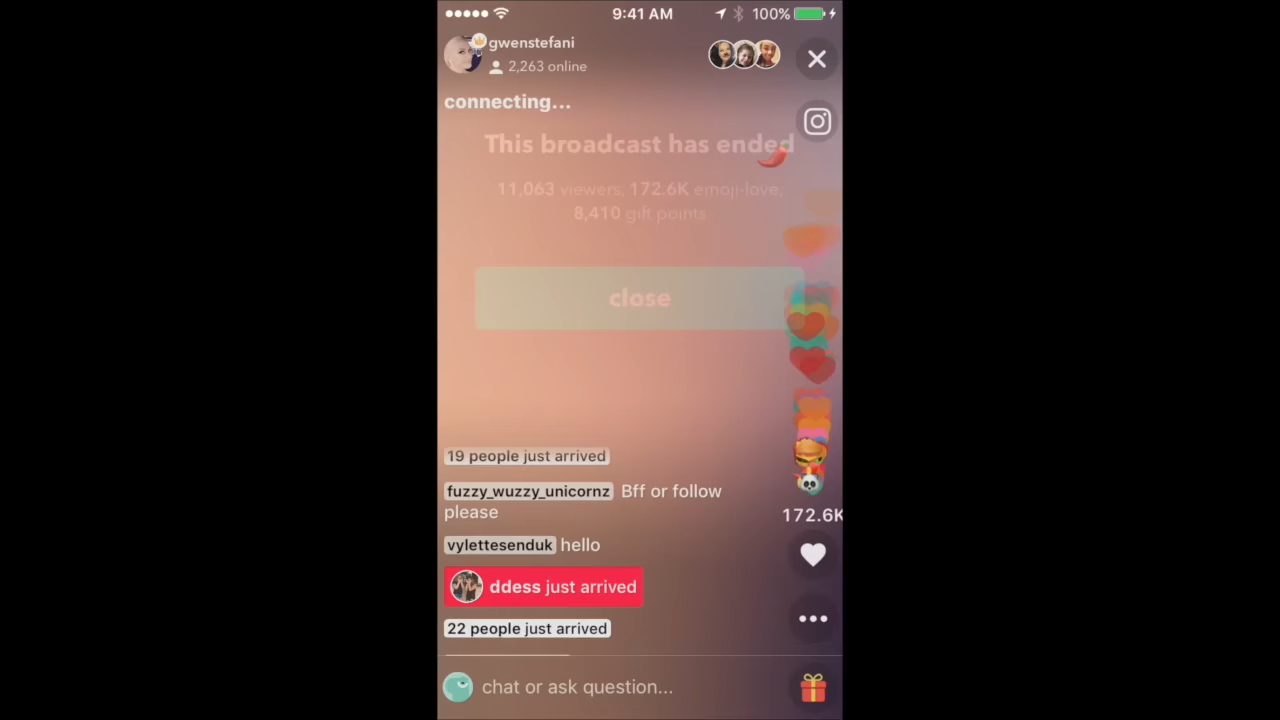 9:41 AM
100%
gwenstefani
2,263 online
connecting...
This broadcast has ended
11,063 viewers, 172.6K emoji-love,
8,410 gift points
close
19 people just arrived
fuzzy_wuzzy_unicornz Bff or follow
please
172.6K
vylettesenduk hello
ddess just arrived
22 people just arrived
chat or ask question...